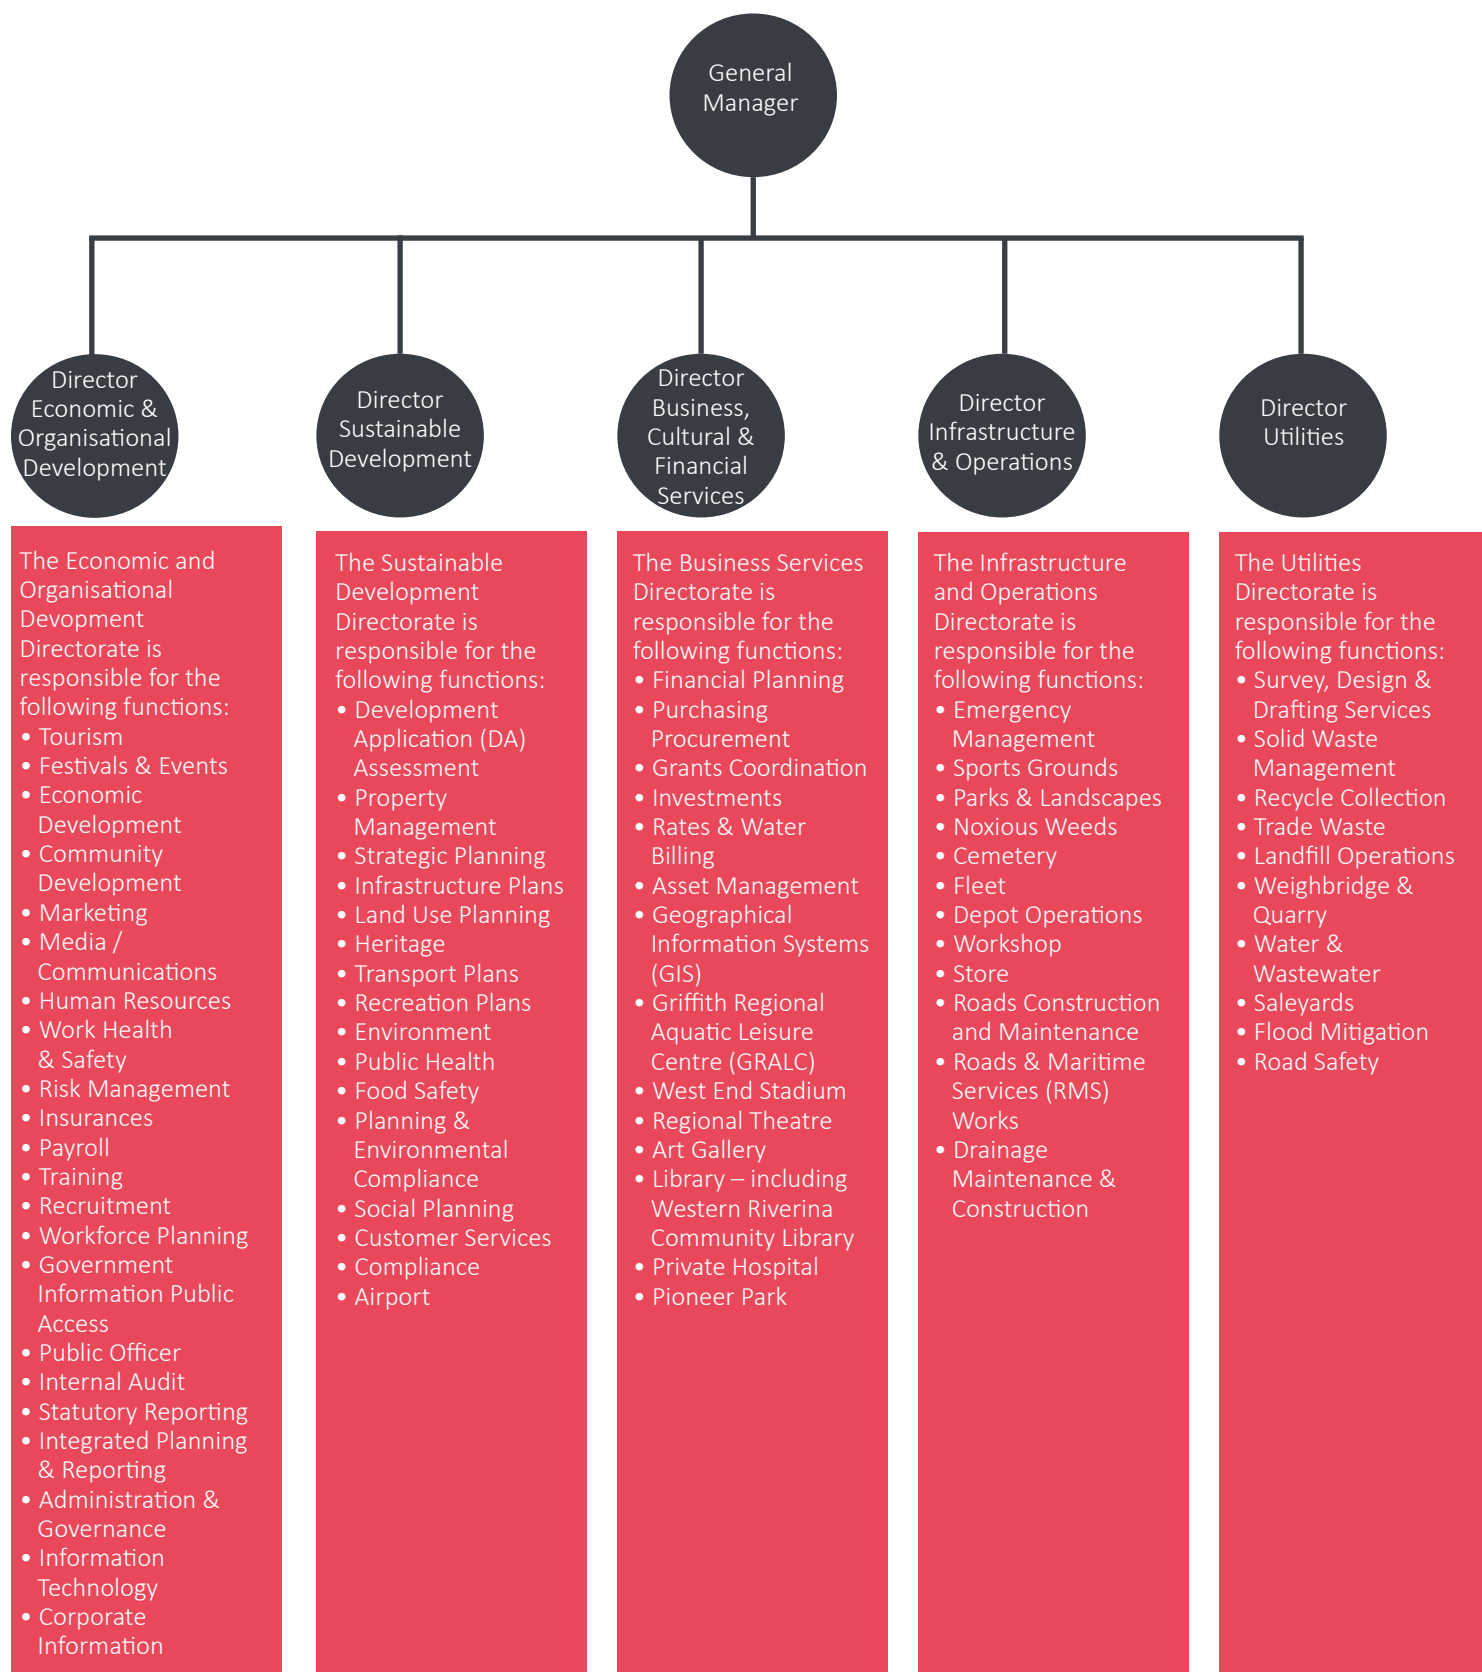 General
Manager
Director
Economic &
Organisational
Development
Director
Sustainable
Development
Director
Business,
Cultural &
Financial
Services
Director
Infrastructure
& Operations
Director
Utilities
The Economic and
Organisational
Devopment
Directorate is
responsible for the
following functions:
• Tourism
• Festivals & Events
• Economic
Development
• Community
Development
• Marketing
• Media /
Communications
• Human Resources
• Work Health
& Safety
• Risk Management
• Insurances
• Payroll
• Training
• Recruitment
• Workforce Planning
• Government
Information Public
Access
• Public Officer
• Internal Audit
• Statutory Reporting
• Integrated Planning
& Reporting
• Administration &
Governance
• Information
Technology
• Corporate
Information
The Sustainable
Development
Directorate is
responsible for the
following functions:
• Development
Application (DA)
Assessment
• Property
Management
• Strategic Planning
• Infrastructure Plans
• Land Use Planning
• Heritage
• Transport Plans
• Recreation Plans
• Environment
• Public Health
• Food Safety
• Planning &
Environmental
Compliance
• Social Planning
• Customer Services
• Compliance
• Airport
The Business Services
Directorate is
responsible for the
following functions:
• Financial Planning
• Purchasing
Procurement
• Grants Coordination
• Investments
• Rates & Water
Billing
• Asset Management
• Geographical
Information Systems
(GIS)
• Griffith Regional
Aquatic Leisure
Centre (GRALC)
• West End Stadium
• Regional Theatre
• Art Gallery
• Library – including
Western Riverina
Community Library
• Private Hospital
• Pioneer Park
The Infrastructure
and Operations
Directorate is
responsible for the
following functions:
• Emergency
Management
• Sports Grounds
• Parks & Landscapes
• Noxious Weeds
• Cemetery
• Fleet
• Depot Operations
• Workshop
• Store
• Roads Construction
and Maintenance
• Roads & Maritime
Services (RMS)
Works
• Drainage
Maintenance &
Construction
The Utilities
Directorate is
responsible for the
following functions:
• Survey, Design &
Drafting Services
• Solid Waste
Management
• Recycle Collection
• Trade Waste
• Landfill Operations
• Weighbridge &
Quarry
• Water &
Wastewater
• Saleyards
• Flood Mitigation
• Road Safety